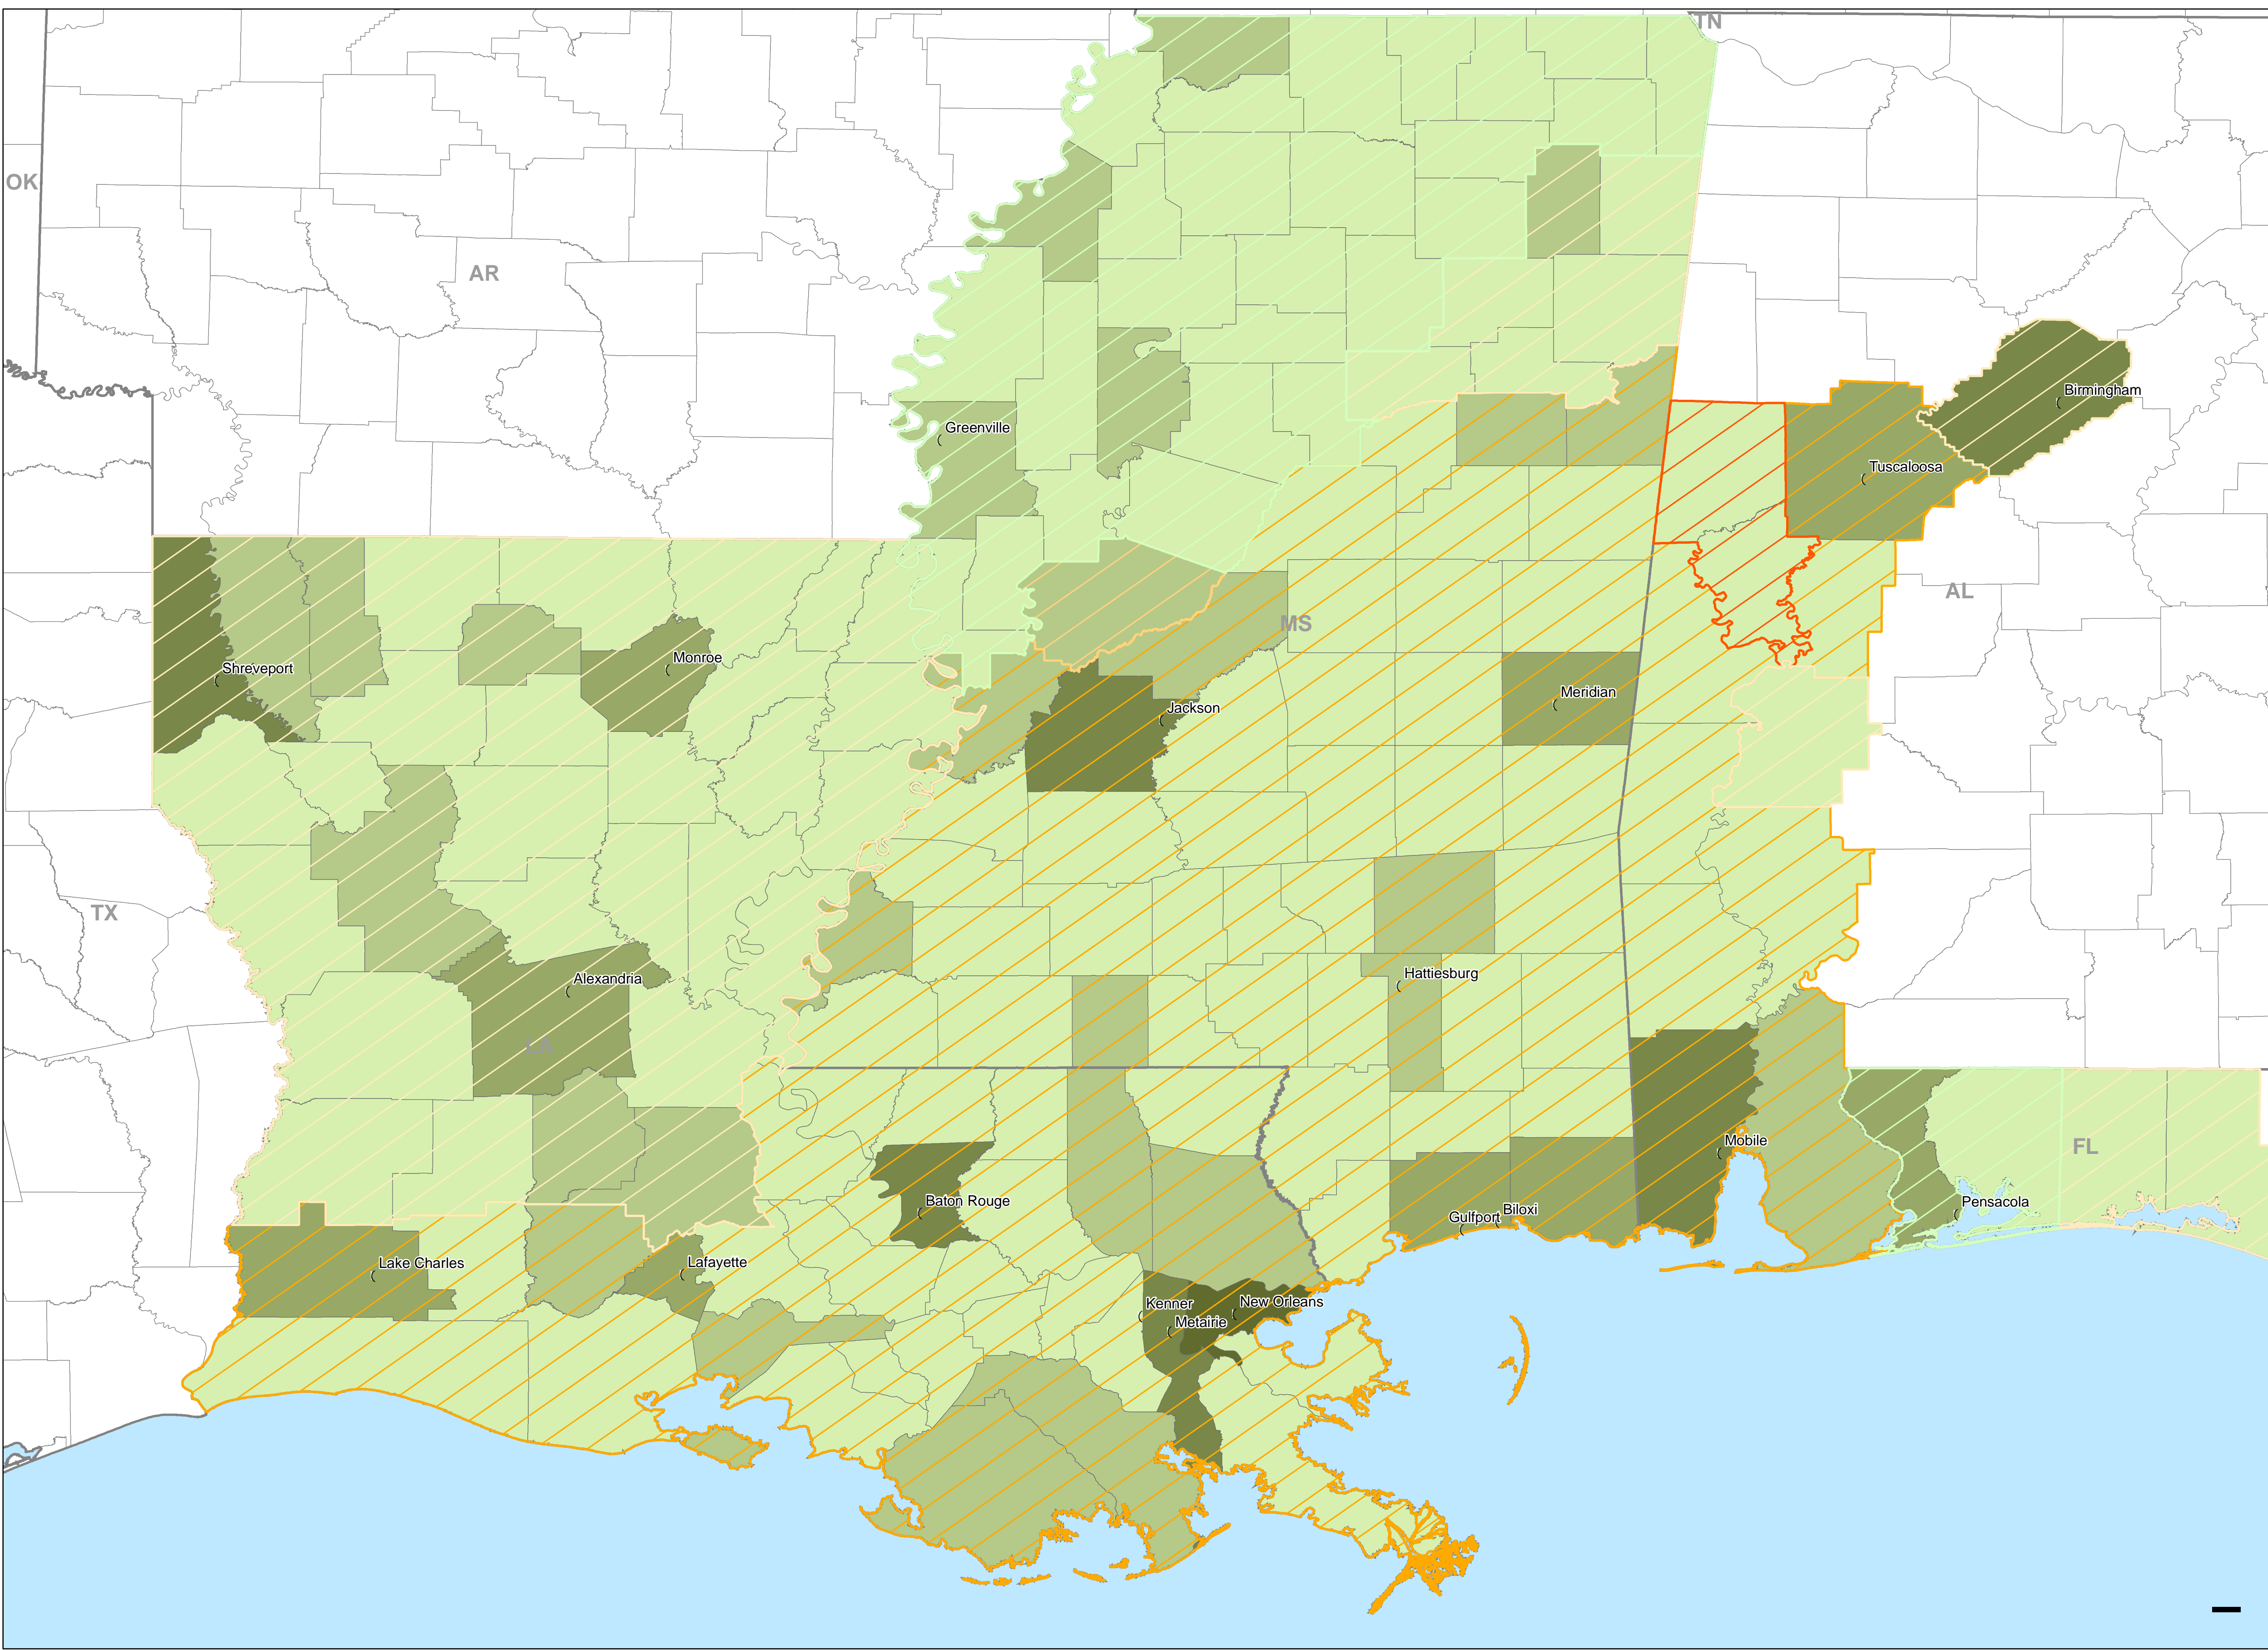 TN
OK
AR
Birmingham
Greenville
Tuscaloosa
AL
MS
Shreveport
Monroe
Meridian
Jackson
TX
Hattiesburg
Alexandria
LA
Mobile
FL
Baton Rouge
Pensacola
Gulfport
Biloxi
Lake Charles
Lafayette
Kenner
New Orleans
Metairie